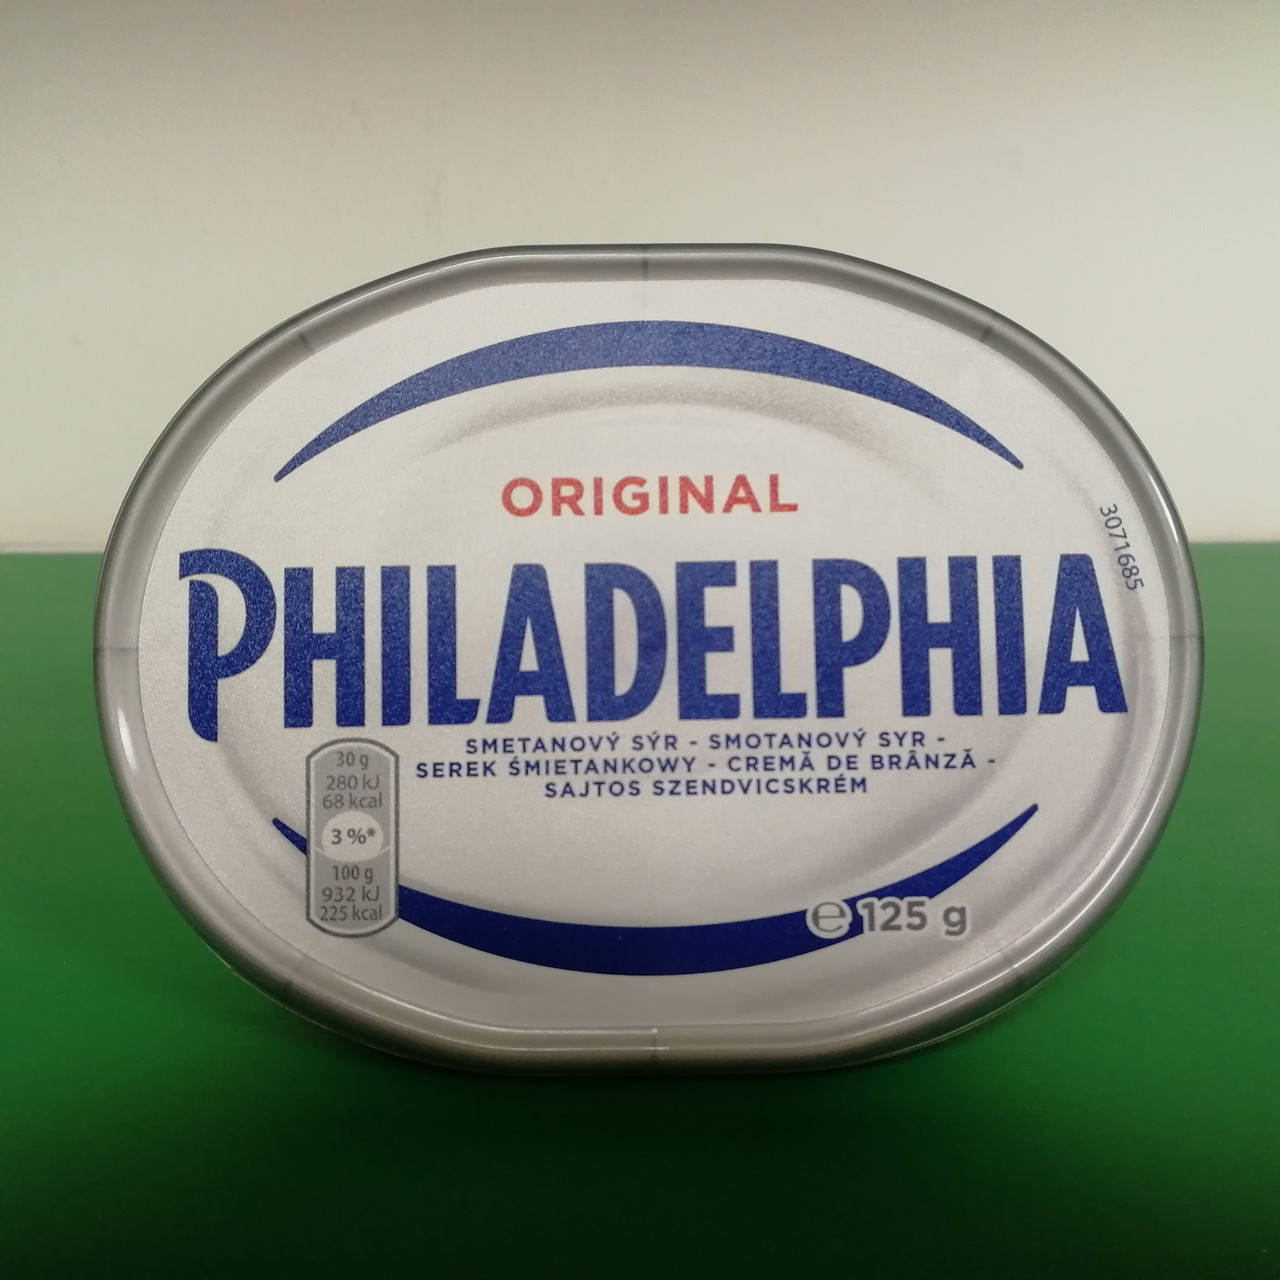 ORIGINAL
PHILADELPHIA
3071685
SMETANOVÝ SÝR - SMOTANOVÝ SYR -
SEREK ŚMIETANKOWY - CREMĂ DE BRÂNZĂ -
SAJTOS SZENDVICSKRÉM
30 g
280 kJ
68 kcal
3 %*
100 g
932 kJ
225 kcal
℮ 125 g